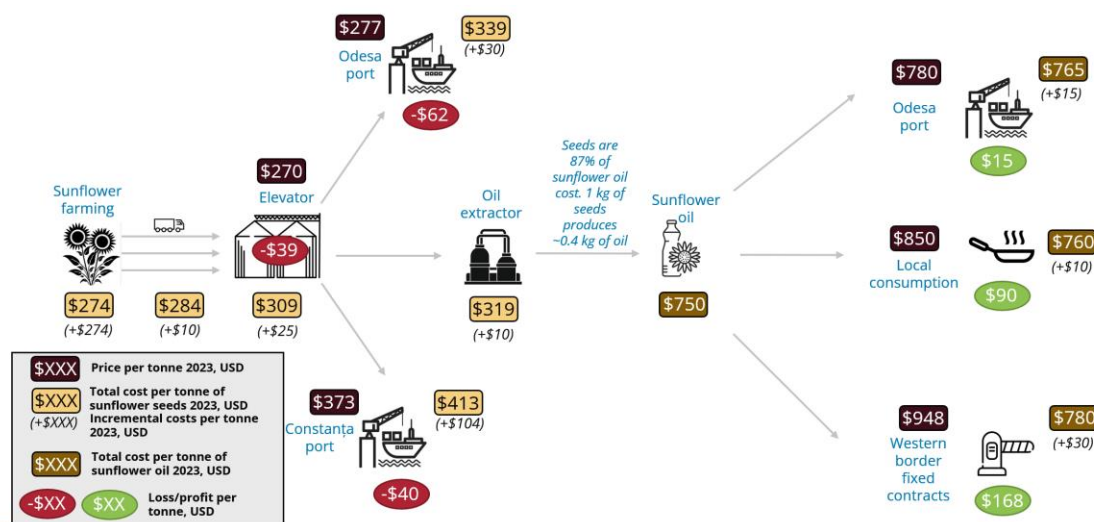 $277
Odesa
port
$339
(+$30)
-$62
$270
Elevator
-$39
Sunflower
farming
$274
(+$274)
$284
(+$10)
$309
(+$25)
Oil
extractor
$319
(+$10)
Seeds are
87% of
sunflower oil
cost. 1 kg of
seeds
produces
~0.4 kg of oil
Sunflower
oil
$750
$780
Odesa
port
$765
(+$15)
$15
$850
Local
consumption
$760
(+$10)
$90
$948
Western
border
fixed
contracts
$780
(+$30)
$168
$373
Constanța
port
$413
(+$104)
-$40
$XXX
Price per tonne 2023, USD
$XXX
Total cost per tonne of
sunflower seeds 2023, USD
(+$XXX)
Incremental costs per tonne
2023, USD
$XXX
Total cost per tonne of
sunflower oil 2023, USD
-$XX
$XX
Loss/profit per
tonne, USD